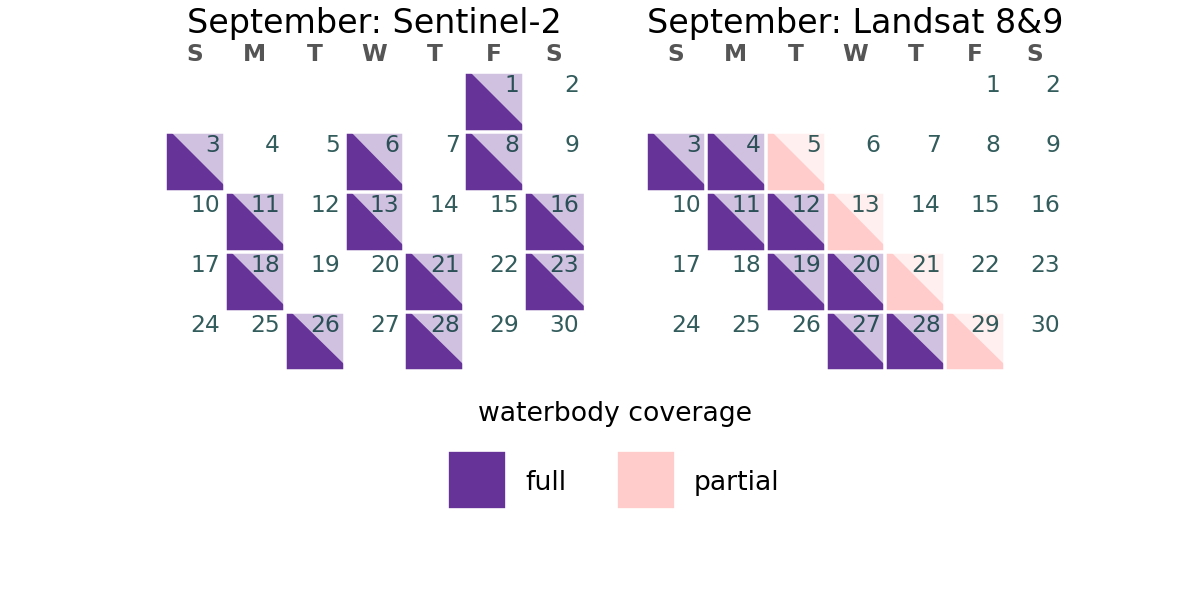 September: Sentinel-2
S M T W T F S
1 2
3 4 5 6 7 8 9
10 11 12 13 14 15 16
17 18 19 20 21 22 23
24 25 26 27 28 29 30
September: Landsat 8&9
S M T W T F S
1 2
3 4 5 6 7 8 9
10 11 12 13 14 15 16
17 18 19 20 21 22 23
24 25 26 27 28 29 30
waterbody coverage
full
partial